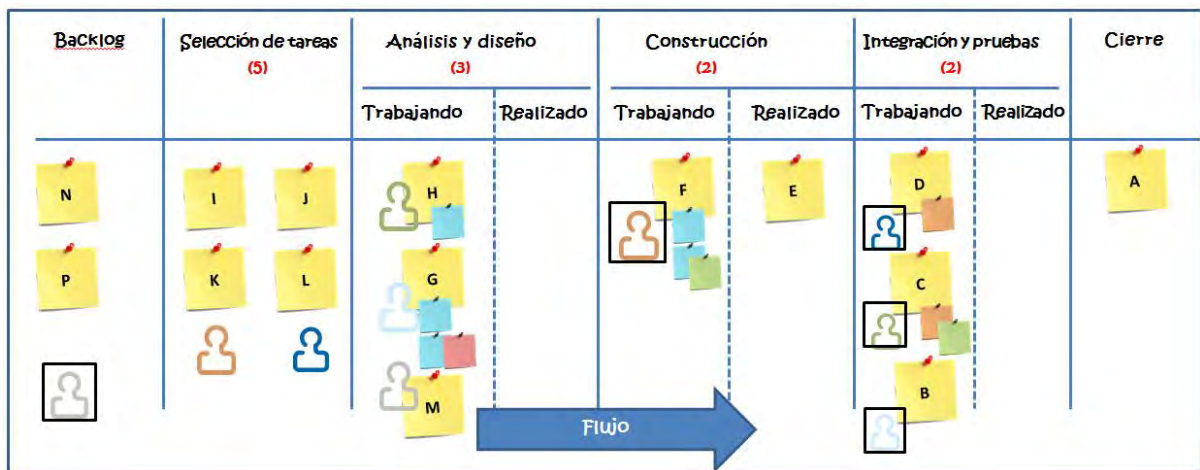 Backlog
Selección de tareas
(5)
Análisis y diseño
(3)
Construcción
(2)
Integración y pruebas
(2)
Cierre
Trabajando
Realizado
Trabajando
Realizado
Trabajando
Realizado
N
I
J
H
F
E
D
A
P
K
L
G
C
M
B
Flujo